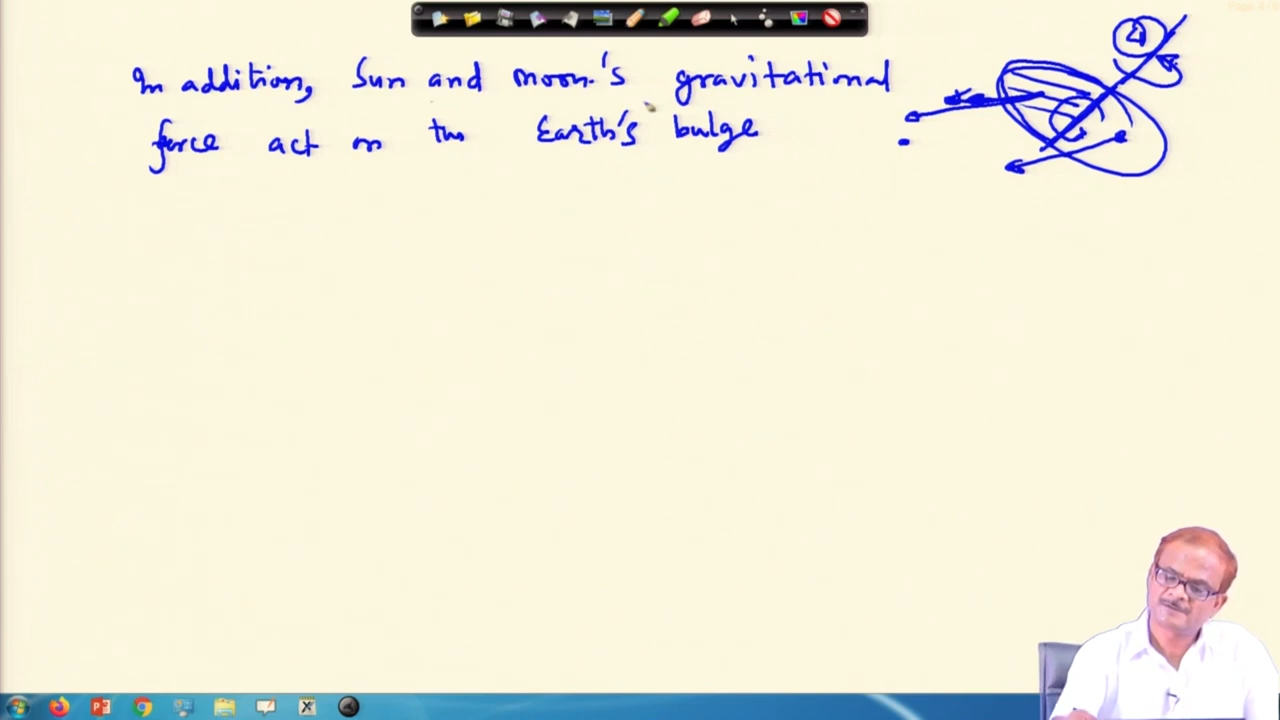 In addition, Sun and moon's gravitational
force act on the Earth's bulge